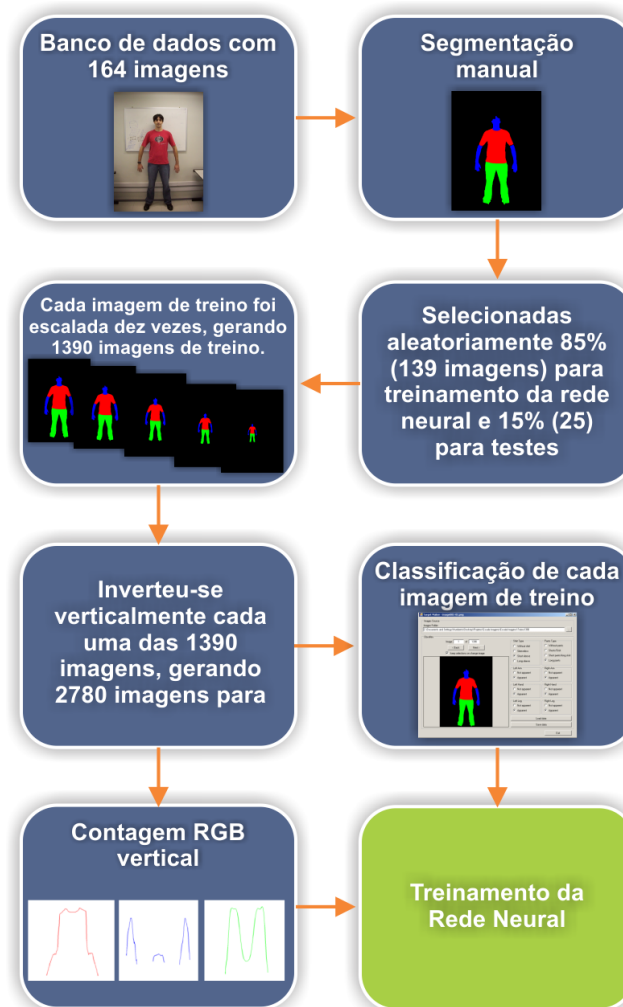 Banco de dados com
164 imagens
Segmentação
manual
Selecionadas
aleatoriamente 85%
(139 imagens) para
treinamento da rede
neural e 15% (25)
para testes
Cada imagem de treino foi
escalada dez vezes, gerando
1390 imagens de treino.
Inverteu-se
verticalmente cada
uma das 1390
imagens, gerando
2780 imagens para
Classificação de cada
imagem de treino
Contagem RGB
vertical
Treinamento da
Rede Neural